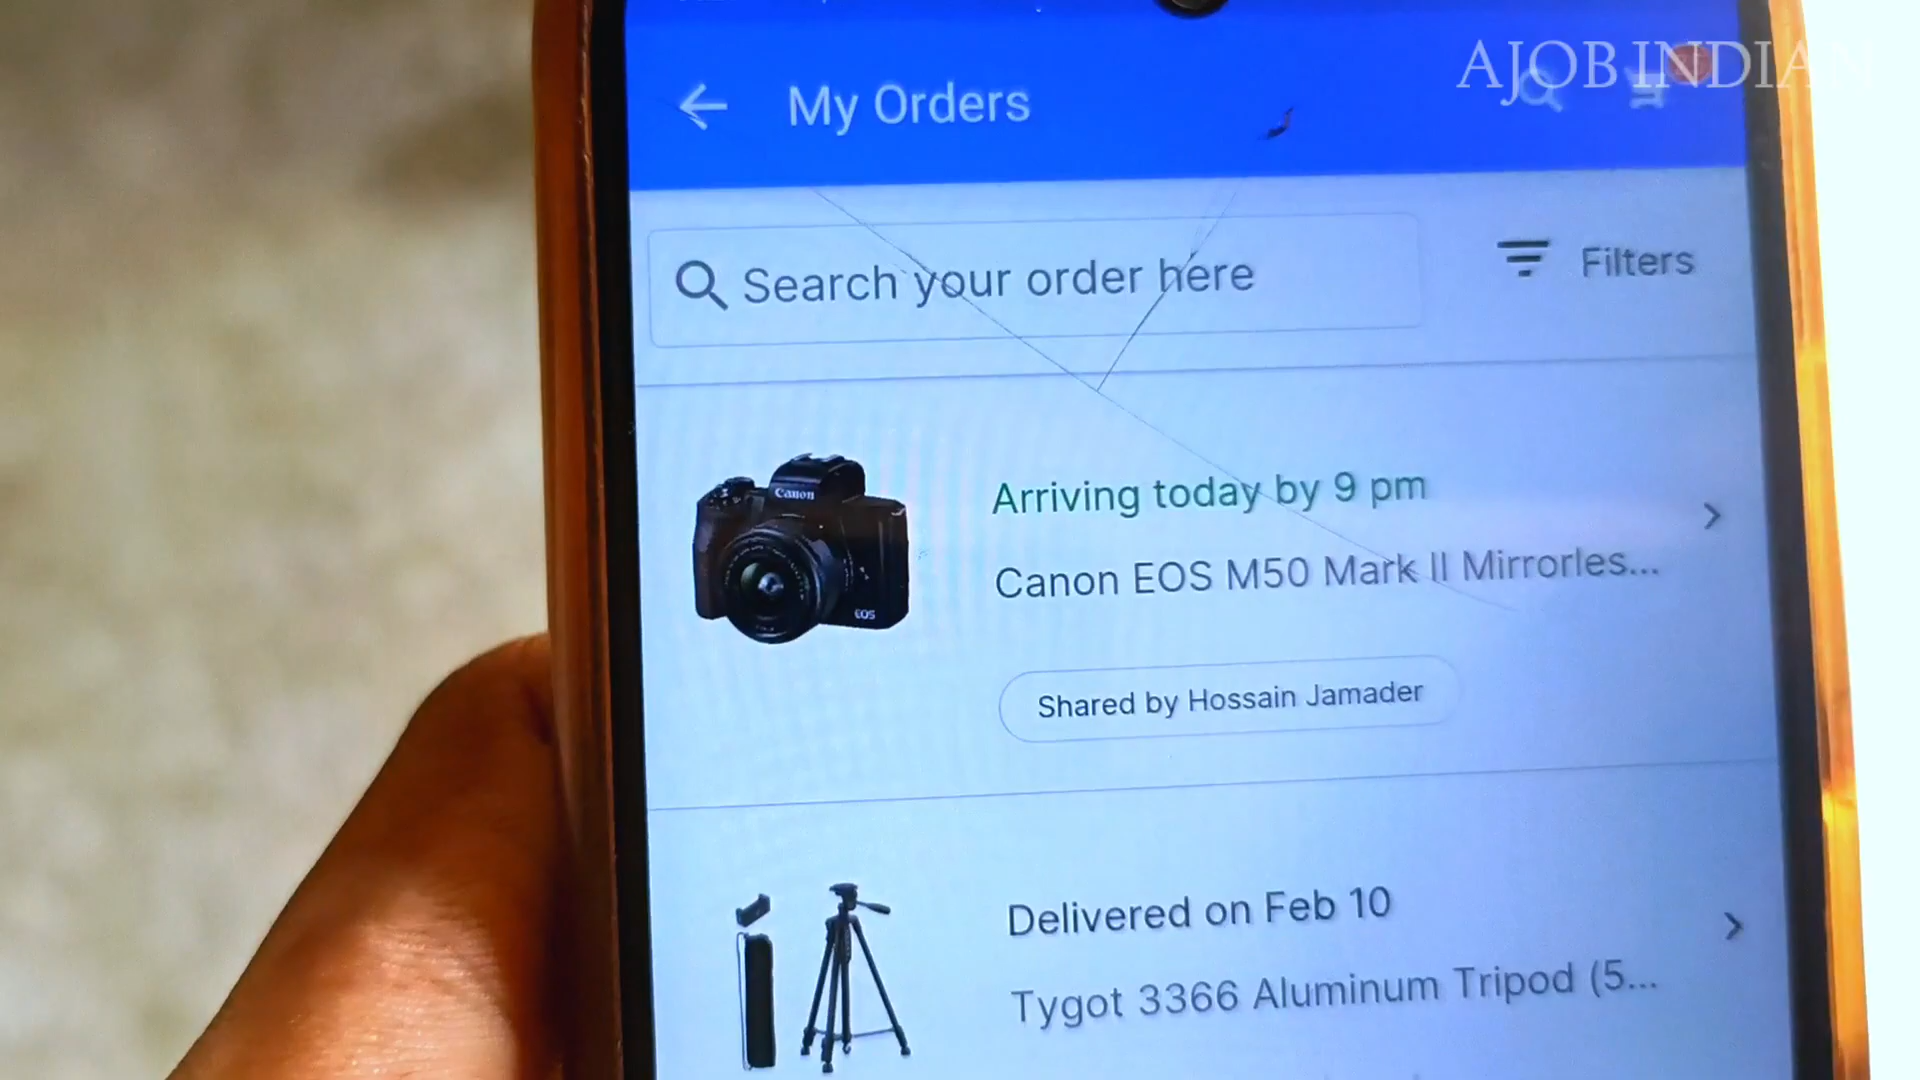 AJOB INDIAN
My Orders
Search your order here
Filters
Canon
EOS
Arriving today by 9 pm
Canon EOS M50 Mark II Mirrorles...
Shared by Hossain Jamader
Delivered on Feb 10
Tygot 3366 Aluminum Tripod (5...